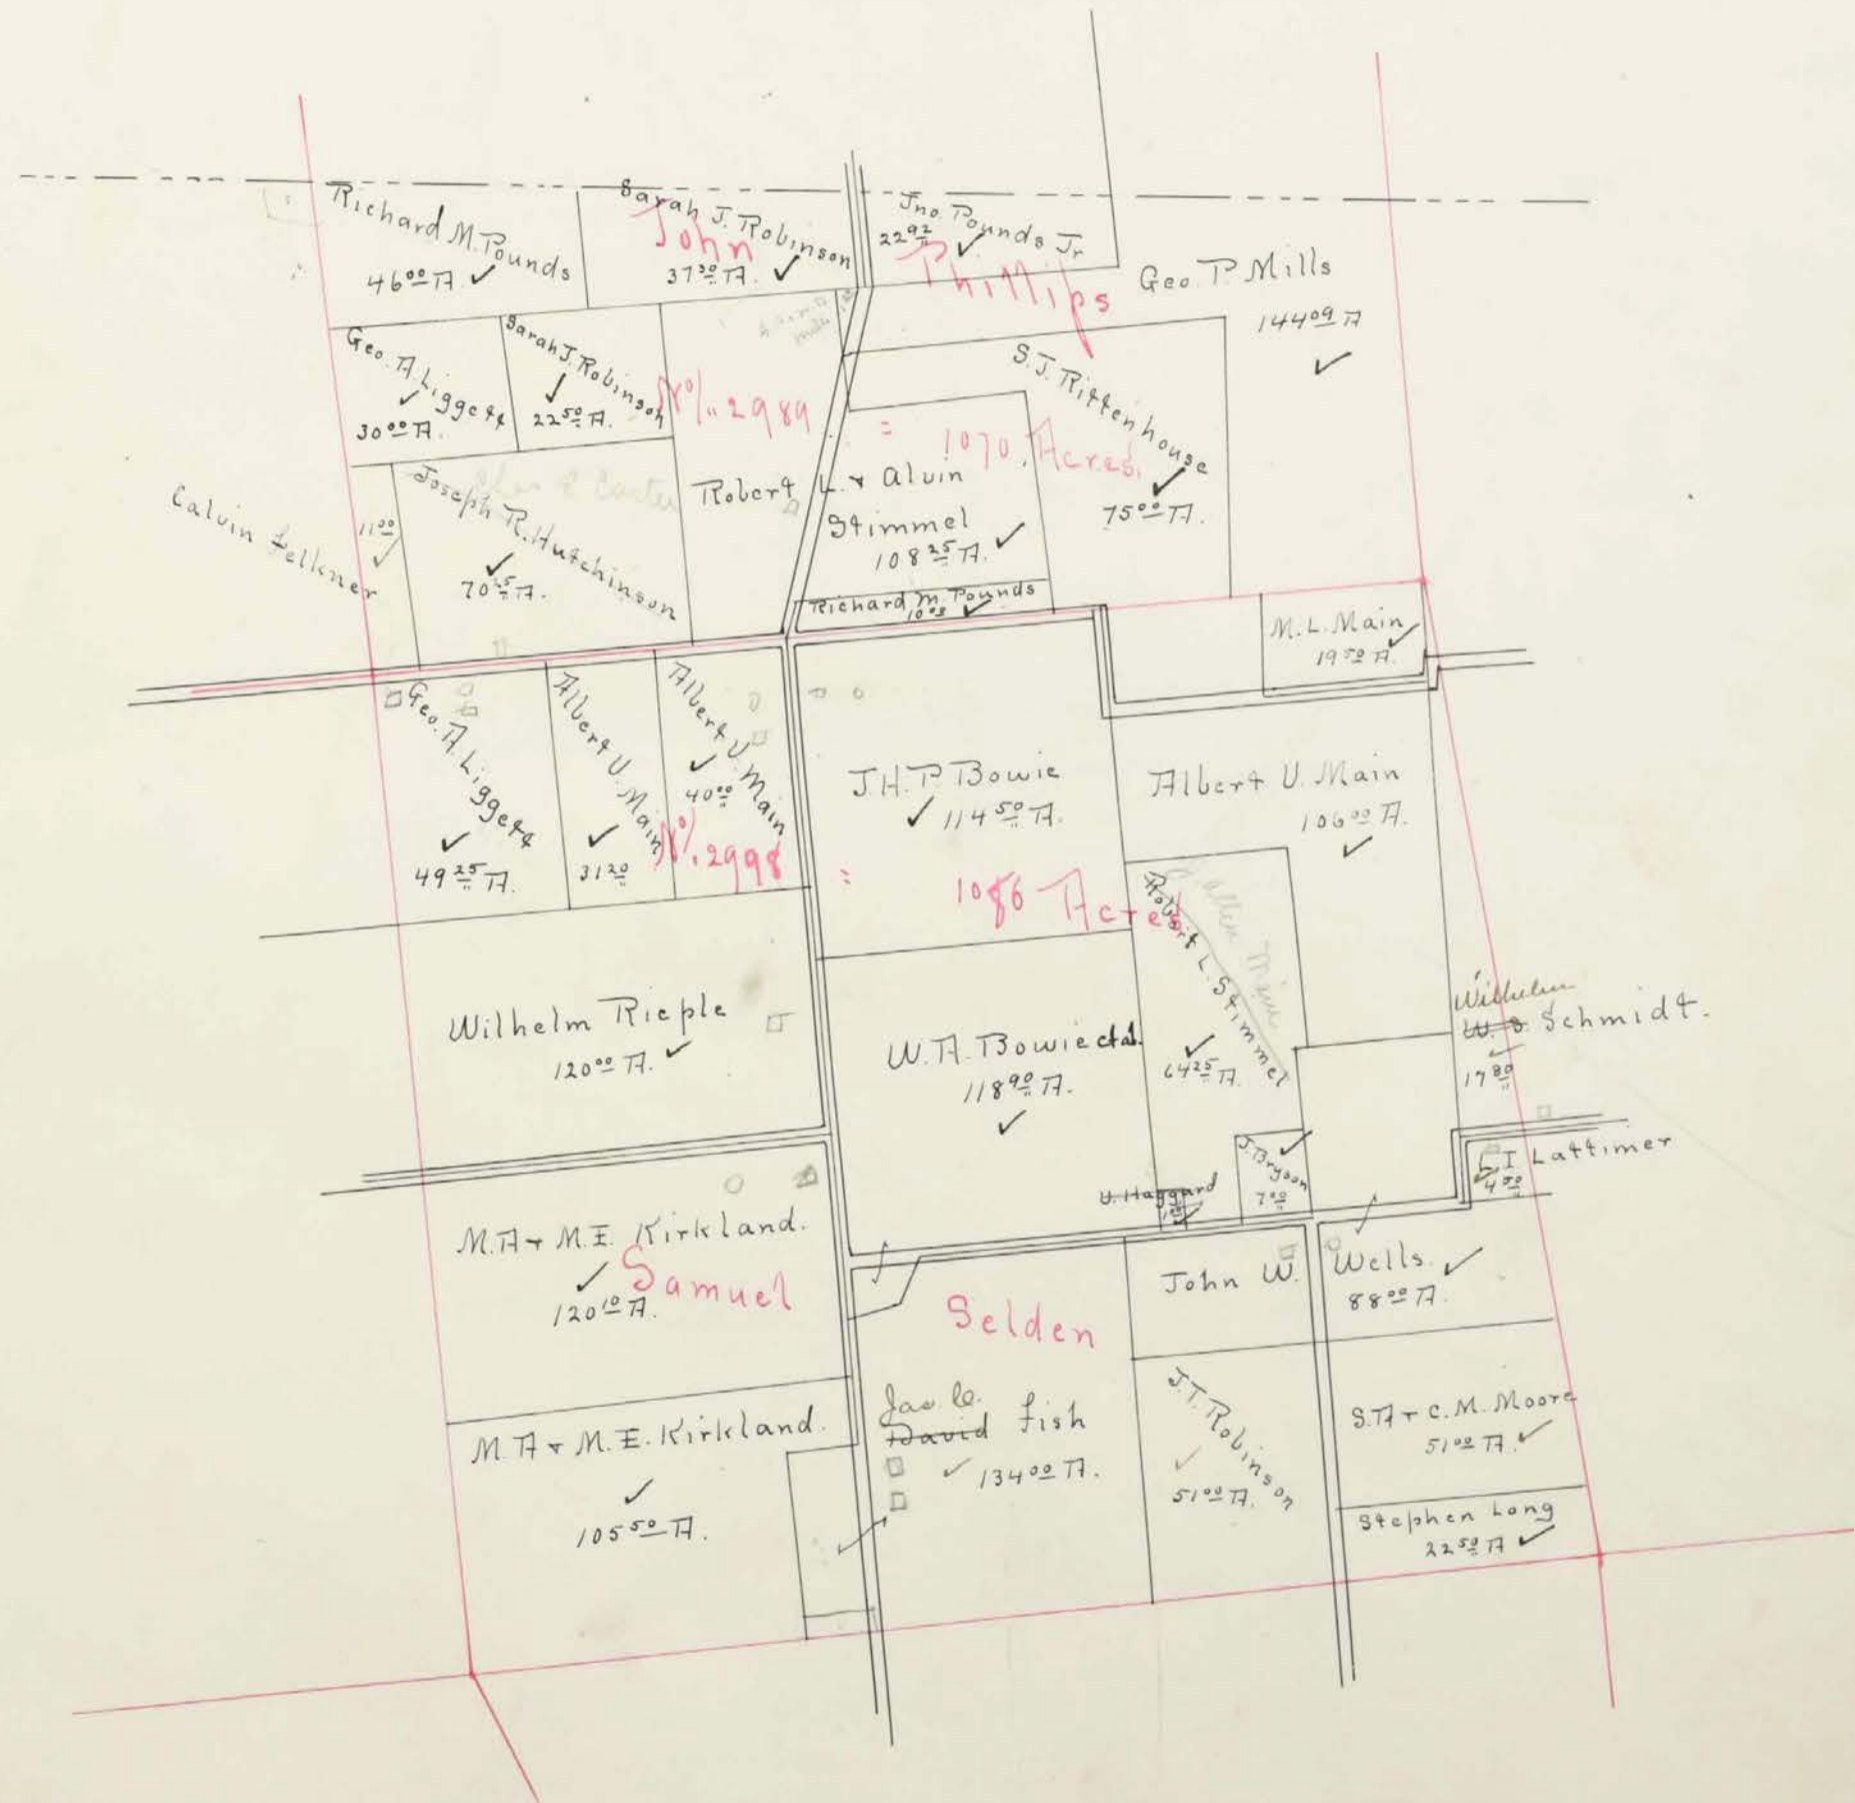 Richard M. Pounds
46 00 A. ✓
Sarah J. Robinson
37 30 A. ✓
John
Jno. Pounds Jr
22 92 ✓
Phillips
Geo. P. Mills
144 09 A
✓
Geo. A. Liggett
✓
30 00 A.
Sarah J. Robinson
✓
22 50 A.
No. 2989 = 1070. Acres.
S. J. Rittenhouse
✓
75 00 A.
Calvin Felkner
11 00
✓
Joseph R. Hutchinson
✓
70 25 A.
Robert L. & Alvin
Stimmel
108 25 A. ✓
Richard M. Pounds
10 03 ✓
M. L. Main
19 50 A. ✓
Geo. A. Liggett
✓
49 25 A.
Albert U. Main
✓
31 20
Albert U. Main
✓
40 00
J. H. P. Bowie
✓ 114 50 A.
Albert U. Main
106 00 A.
✓
No. 2998 = 1086 Acres
Robert L. Stimmel
✓
64 25 A.
Wilhelm Rieple
120 00 A. ✓
W. A. Bowie et al.
118 90 A.
✓
Wilhelm
Schmidt.
17 80
J. Bryson
7 00
U. Haggard
L I Lattimer
4 50
M. A & M. E. Kirkland.
✓
120 10 A.
Samuel
Selden
John W. Wells. ✓
88 00 A.
M. A & M. E. Kirkland.
✓
105 50 A.
Jas. C.
David Fish
✓ 134 00 A.
J. T. Robinson
✓
51 00 A.
S. A & C. M. Moore
51 00 A. ✓
Stephen Long
22 50 A ✓